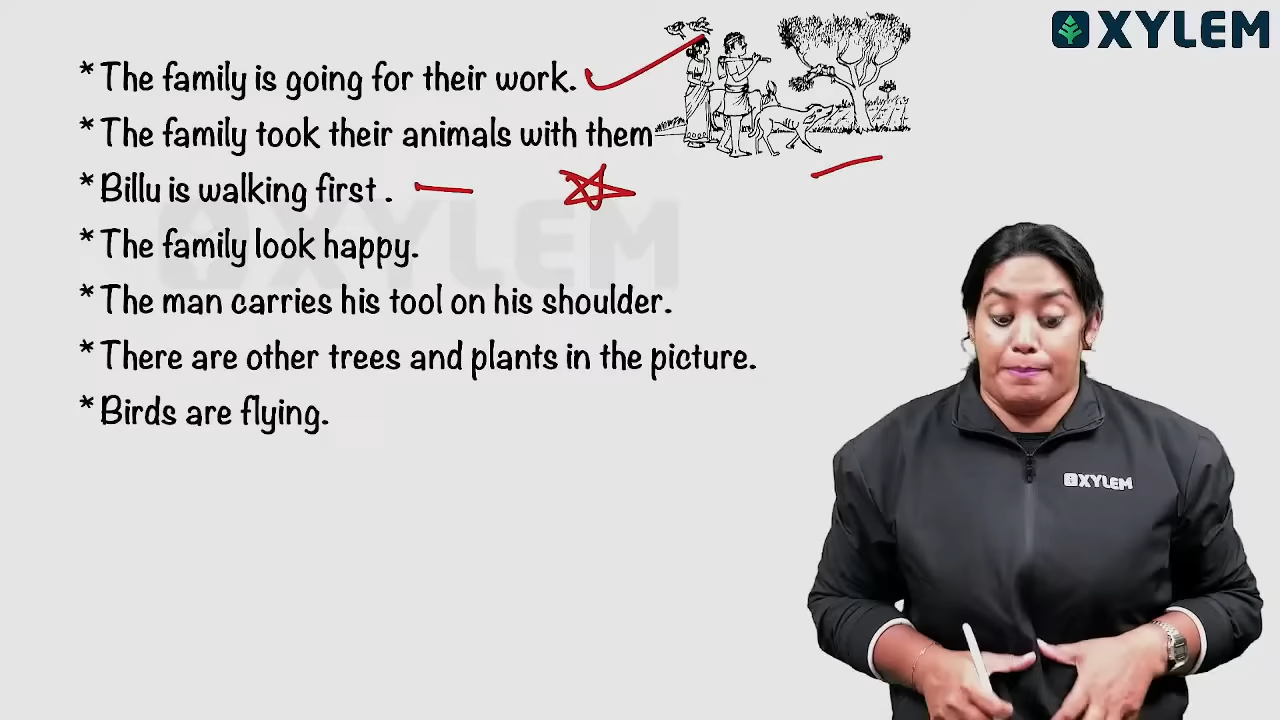 XYLEM
* The family is going for their work.
* The family took their animals with them
* Billu is walking first .
* The family look happy.
* The man carries his tool on his shoulder.
* There are other trees and plants in the picture.
* Birds are flying.
XYLEM
XYLEM